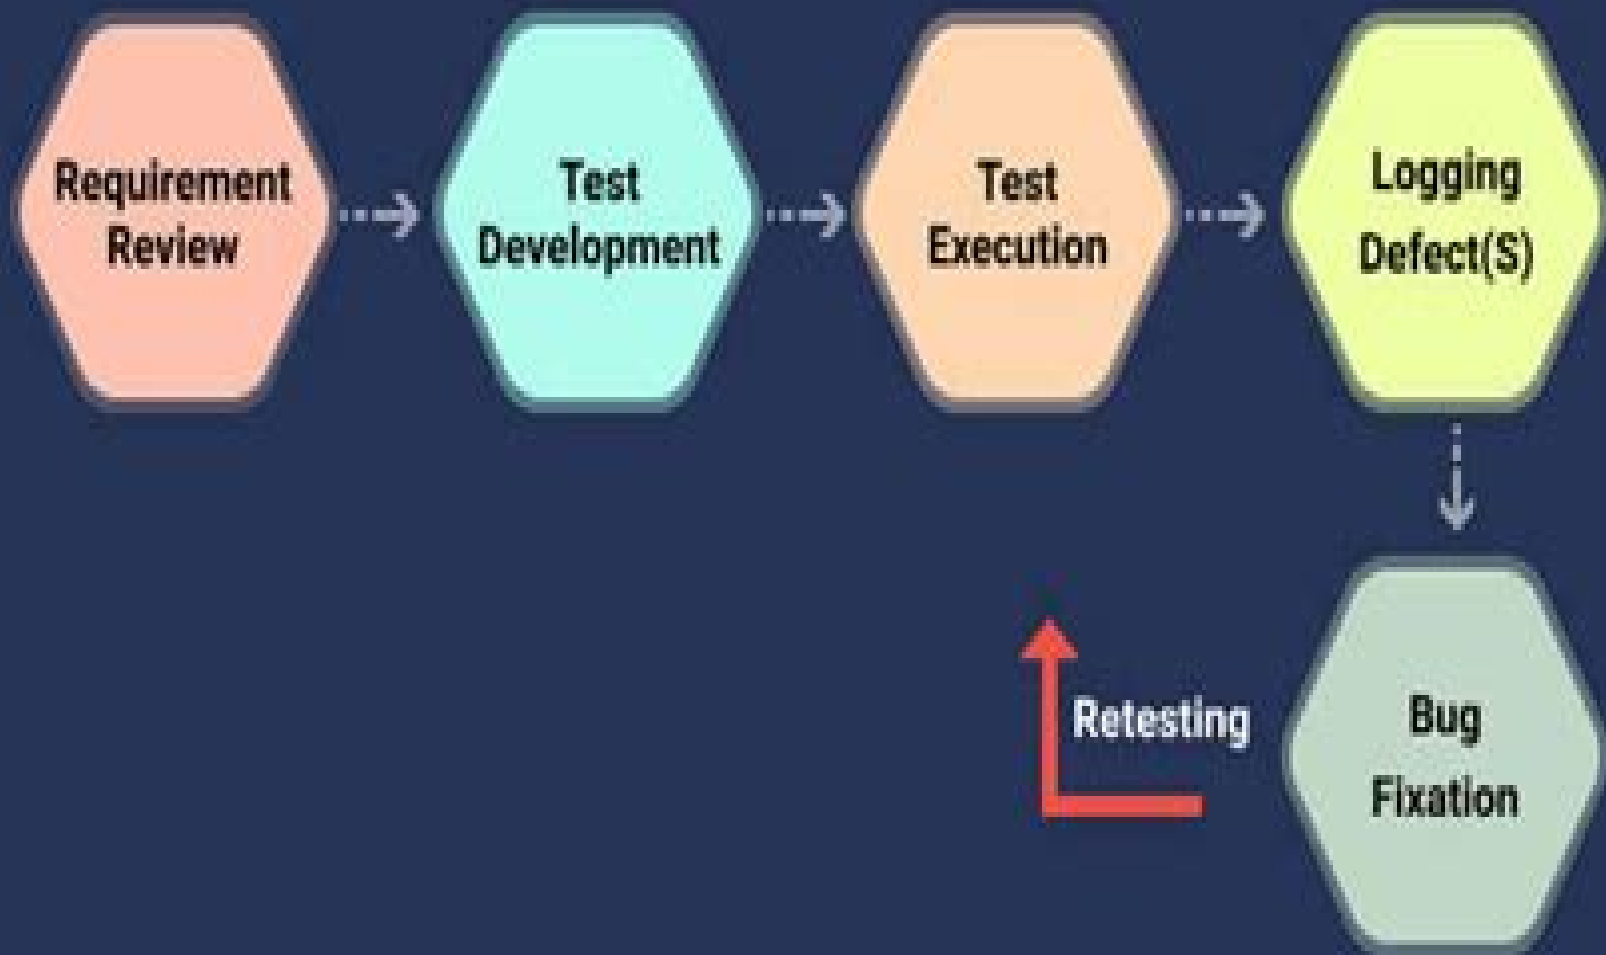 Requirement
Review
Test
Development
Test
Execution
Logging
Defect(S)
Retesting
Bug
Fixation